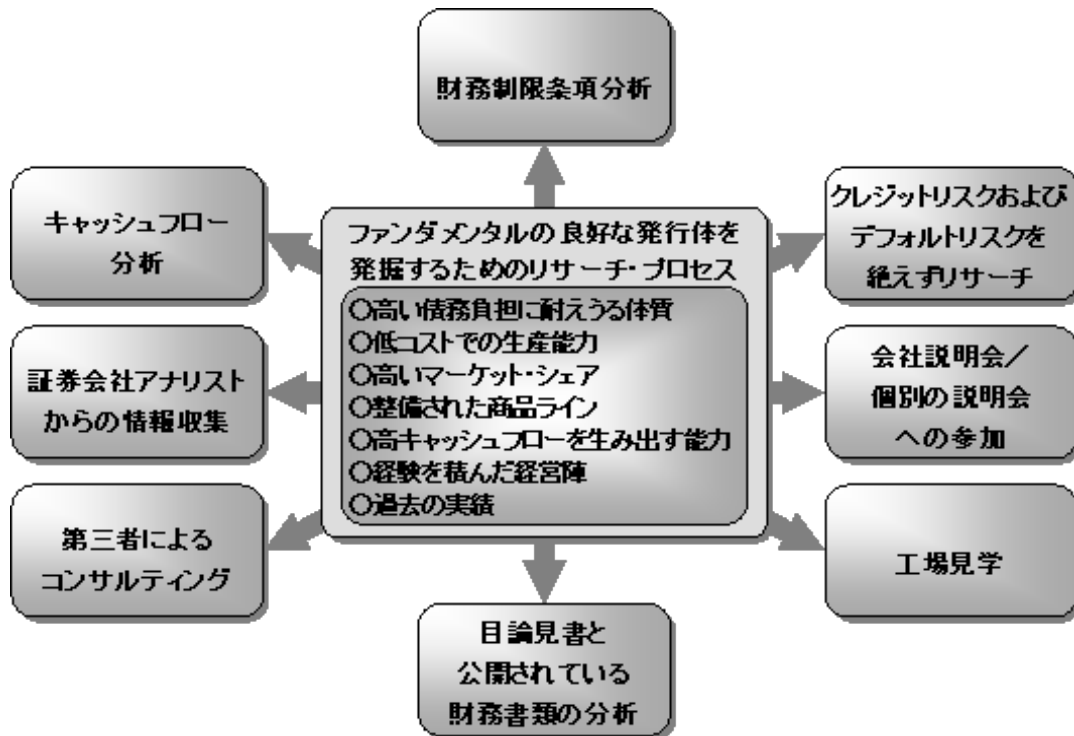 財務制限条項分析
キャッシュフロー
分析
クレジットリスクおよび
デフォルトリスクを
絶えずリサーチ
ファンダメンタルの良好な発行体を
発掘するためのリサーチ・プロセス
○高い債務負担に耐えうる体質
○低コストでの生産能力
○高いマーケット・シェア
○整備された商品ライン
○高キャッシュフローを生み出す能力
○経験を積んだ経営陣
○過去の実績
証券会社アナリスト
からの情報収集
会社説明会／
個別の説明会
への参加
第三者による
コンサルティング
工場見学
目論見書と
公開されている
財務書類の分析